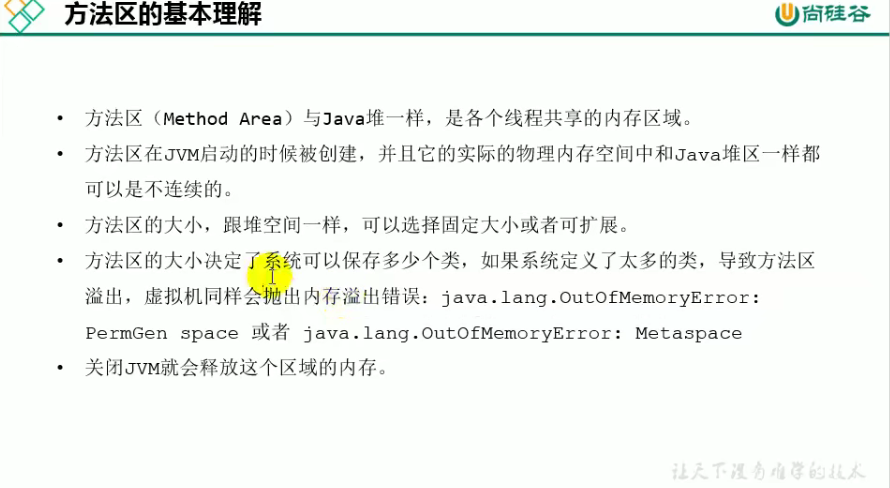 方法区的基本理解
尚硅谷
• 方法区（Method Area）与Java堆一样，是各个线程共享的内存区域。
• 方法区在JVM启动的时候被创建，并且它的实际的物理内存空间中和Java堆区一样都
可以是不连续的。
• 方法区的大小，跟堆空间一样，可以选择固定大小或者可扩展。
• 方法区的大小决定了系统可以保存多少个类，如果系统定义了太多的类，导致方法区
溢出，虚拟机同样会抛出内存溢出错误：java.lang.OutOfMemoryError:
PermGen space 或者 java.lang.OutOfMemoryError: Metaspace
• 关闭JVM就会释放这个区域的内存。
让天下没有难学的技术